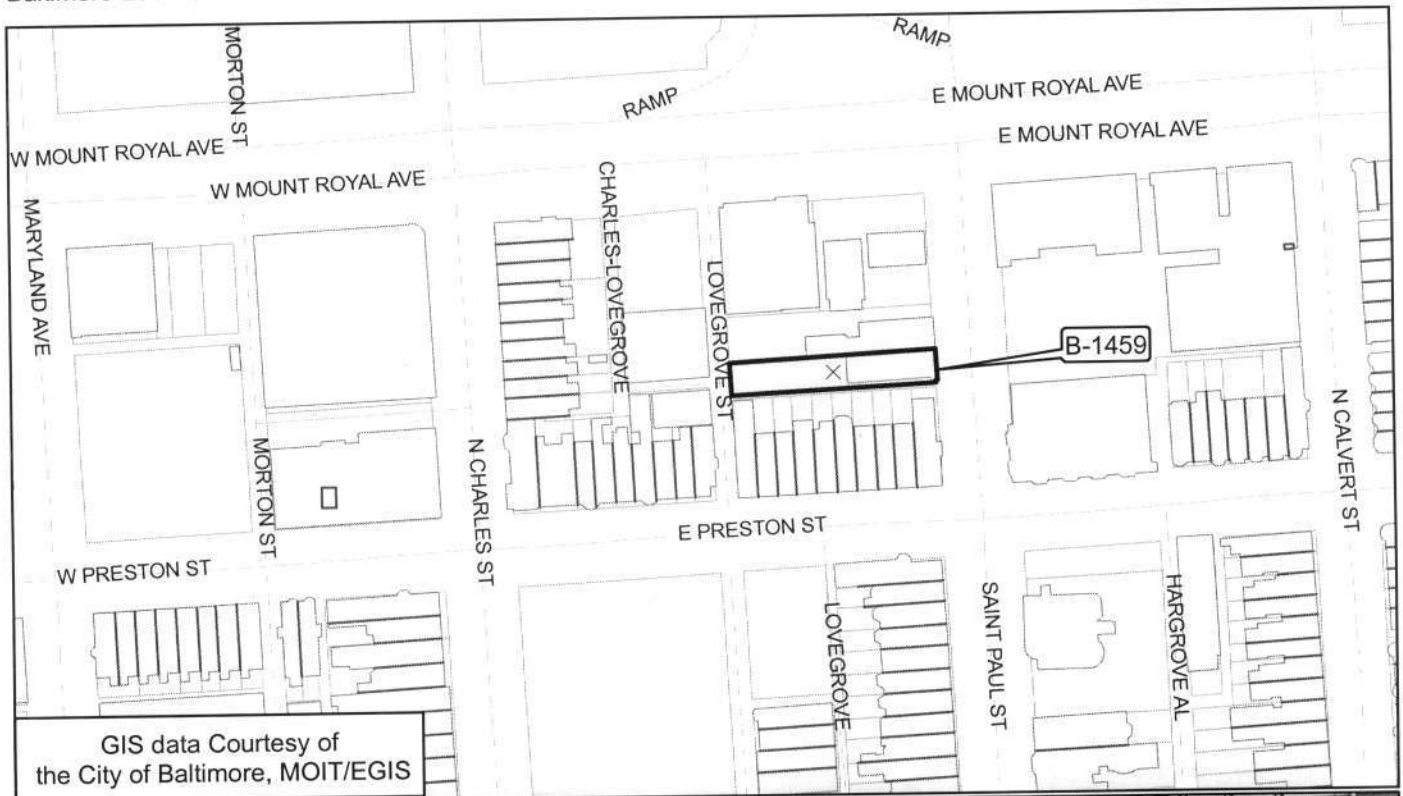 Baltimore
RAMP
MORTON ST
RAMP
E MOUNT ROYAL AVE
E MOUNT ROYAL AVE
W MOUNT ROYAL AVE
W MOUNT ROYAL AVE
MARYLAND AVE
CHARLES-LOVEGROVE
LOVEGROVE ST
B-1459
N CALVERT ST
MORTON ST
N CHARLES ST
E PRESTON ST
W PRESTON ST
LOVEGROVE
SAINT PAUL ST
HARGROVE AL
GIS data Courtesy of
the City of Baltimore, MOIT/EGIS